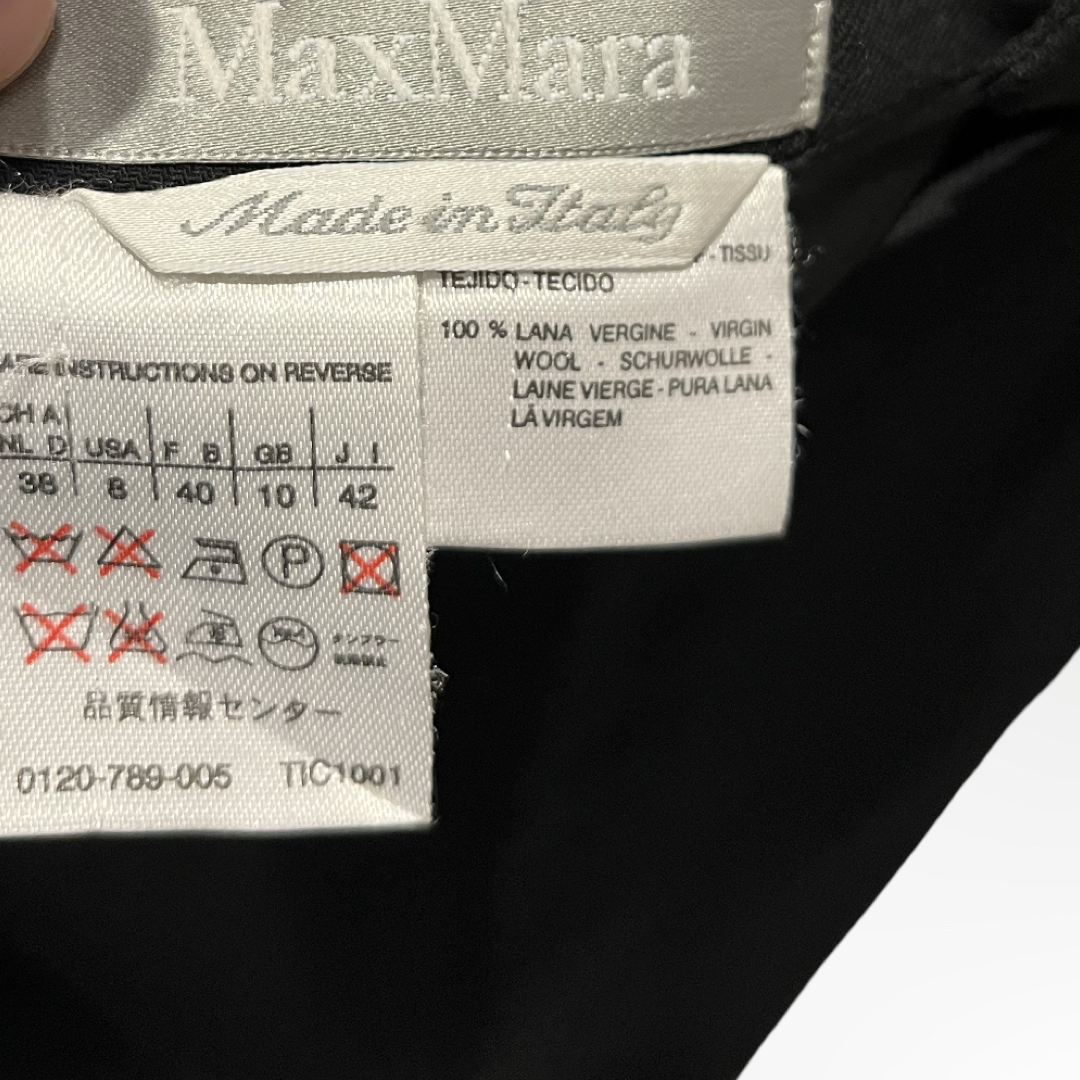 MaxMara
Made in Italy
- TISSU
TEJIDO - TECIDO
100 % LANA VERGINE - VIRGIN
WOOL - SCHURWOLLE -
LAINE VIERGE - PURA LANA
LÃ VIRGEM
INSTRUCTIONS ON REVERSE
CH A
NL D USA F B GB J I
38 8 40 10 42
P
品質情報センター
0120-789-005 TIC1001